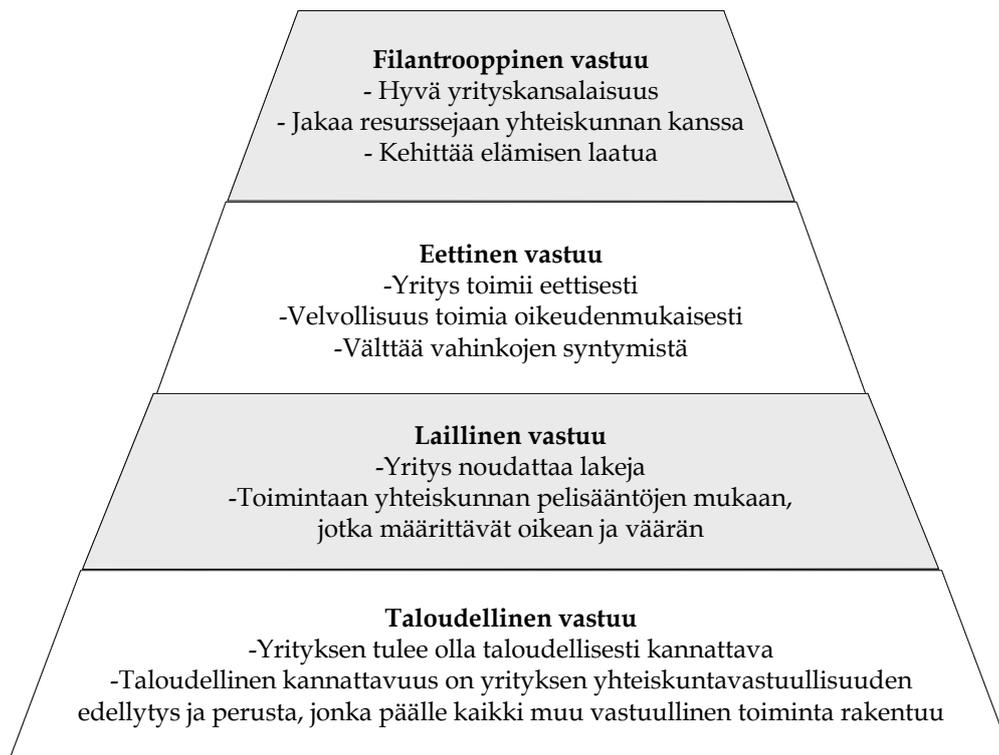 Filantrooppinen vastuu
- Hyvä yrityskansalaisuus
- Jakaa resurssejaan yhteiskunnan kanssa
- Kehittää elämisen laatua
Eettinen vastuu
-Yritys toimii eettisesti
-Velvollisuus toimia oikeudenmukaisesti
-Välttää vahinkojen syntymistä
Laillinen vastuu
-Yritys noudattaa lakeja
-Toimintaan yhteiskunnan pelisääntöjen mukaan,
jotka määrittävät oikean ja väärän
Taloudellinen vastuu
-Yrityksen tulee olla taloudellisesti kannattava
-Taloudellinen kannattavuus on yrityksen yhteiskuntavastuullisuuden
edellytys ja perusta, jonka päälle kaikki muu vastuullinen toiminta rakentuu